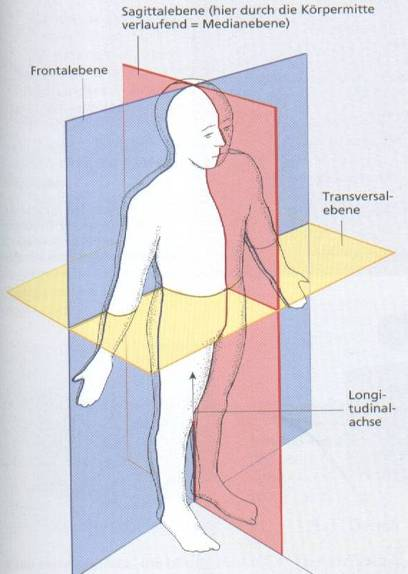 Sagittalebene (hier durch die Körpermitte
verlaufend = Medianebene)
Frontalebene
Transversal-
ebene
Longi-
tudinal-
achse